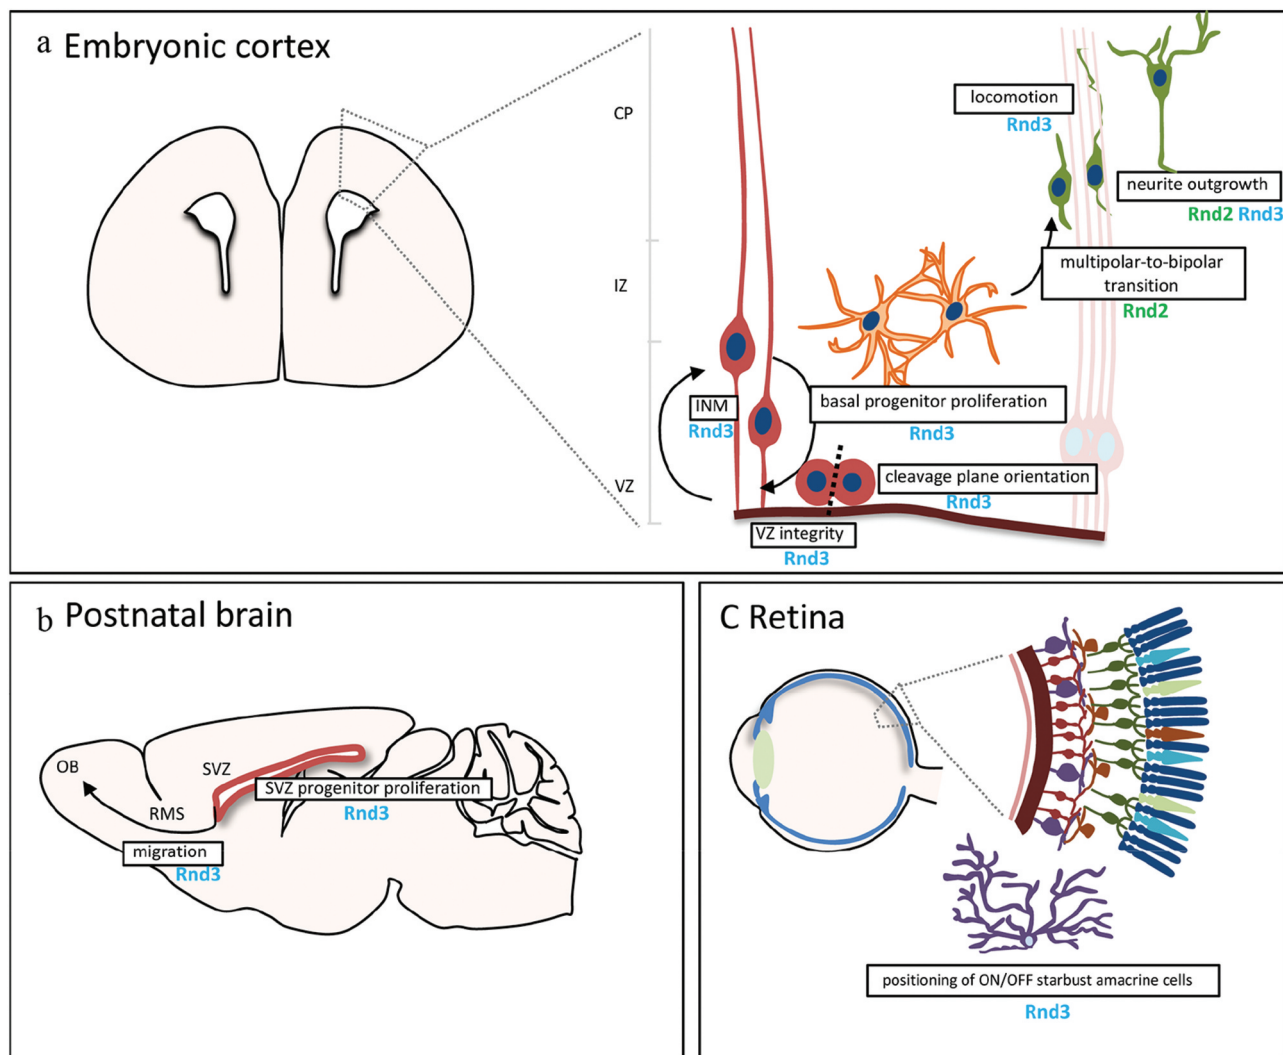 a Embryonic cortex
CP
IZ
VZ
locomotion
Rnd3
neurite outgrowth
Rnd2 Rnd3
multipolar-to-bipolar
transition
Rnd2
INM
Rnd3
basal progenitor proliferation
Rnd3
cleavage plane orientation
Rnd3
VZ integrity
Rnd3
b Postnatal brain
OB
SVZ
RMS
SVZ progenitor proliferation
Rnd3
migration
Rnd3
C Retina
positioning of ON/OFF starbust amacrine cells
Rnd3